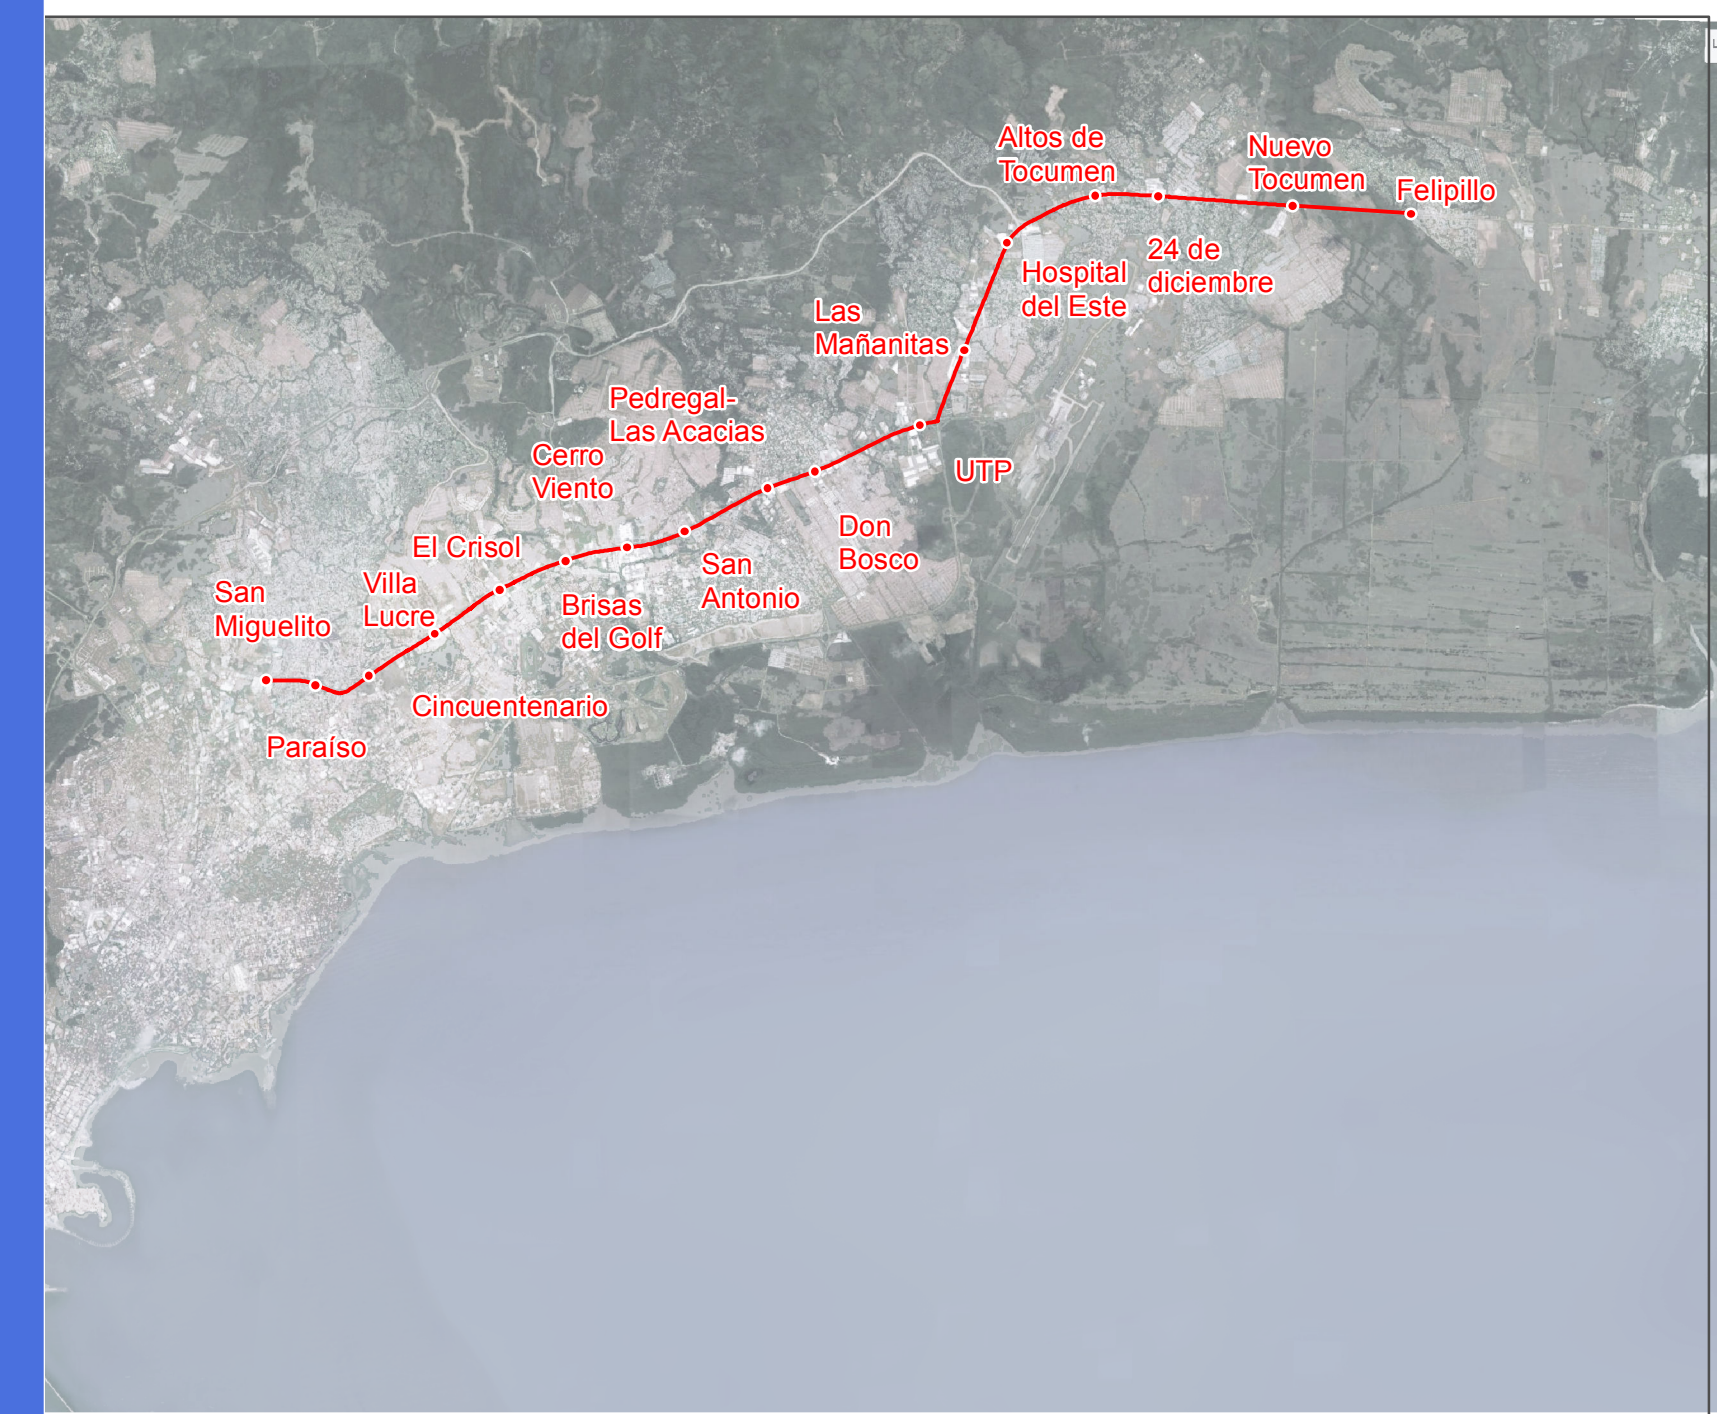 Altos de
Tocumen
Nuevo
Tocumen
Felipillo
24 de
diciembre
Hospital
del Este
Las
Mañanitas
Pedregal-
Las Acacias
Cerro
Viento
UTP
Don
Bosco
El Crisol
San
Antonio
Villa
Lucre
San
Miguelito
Brisas
del Golf
Cincuentenario
Paraíso